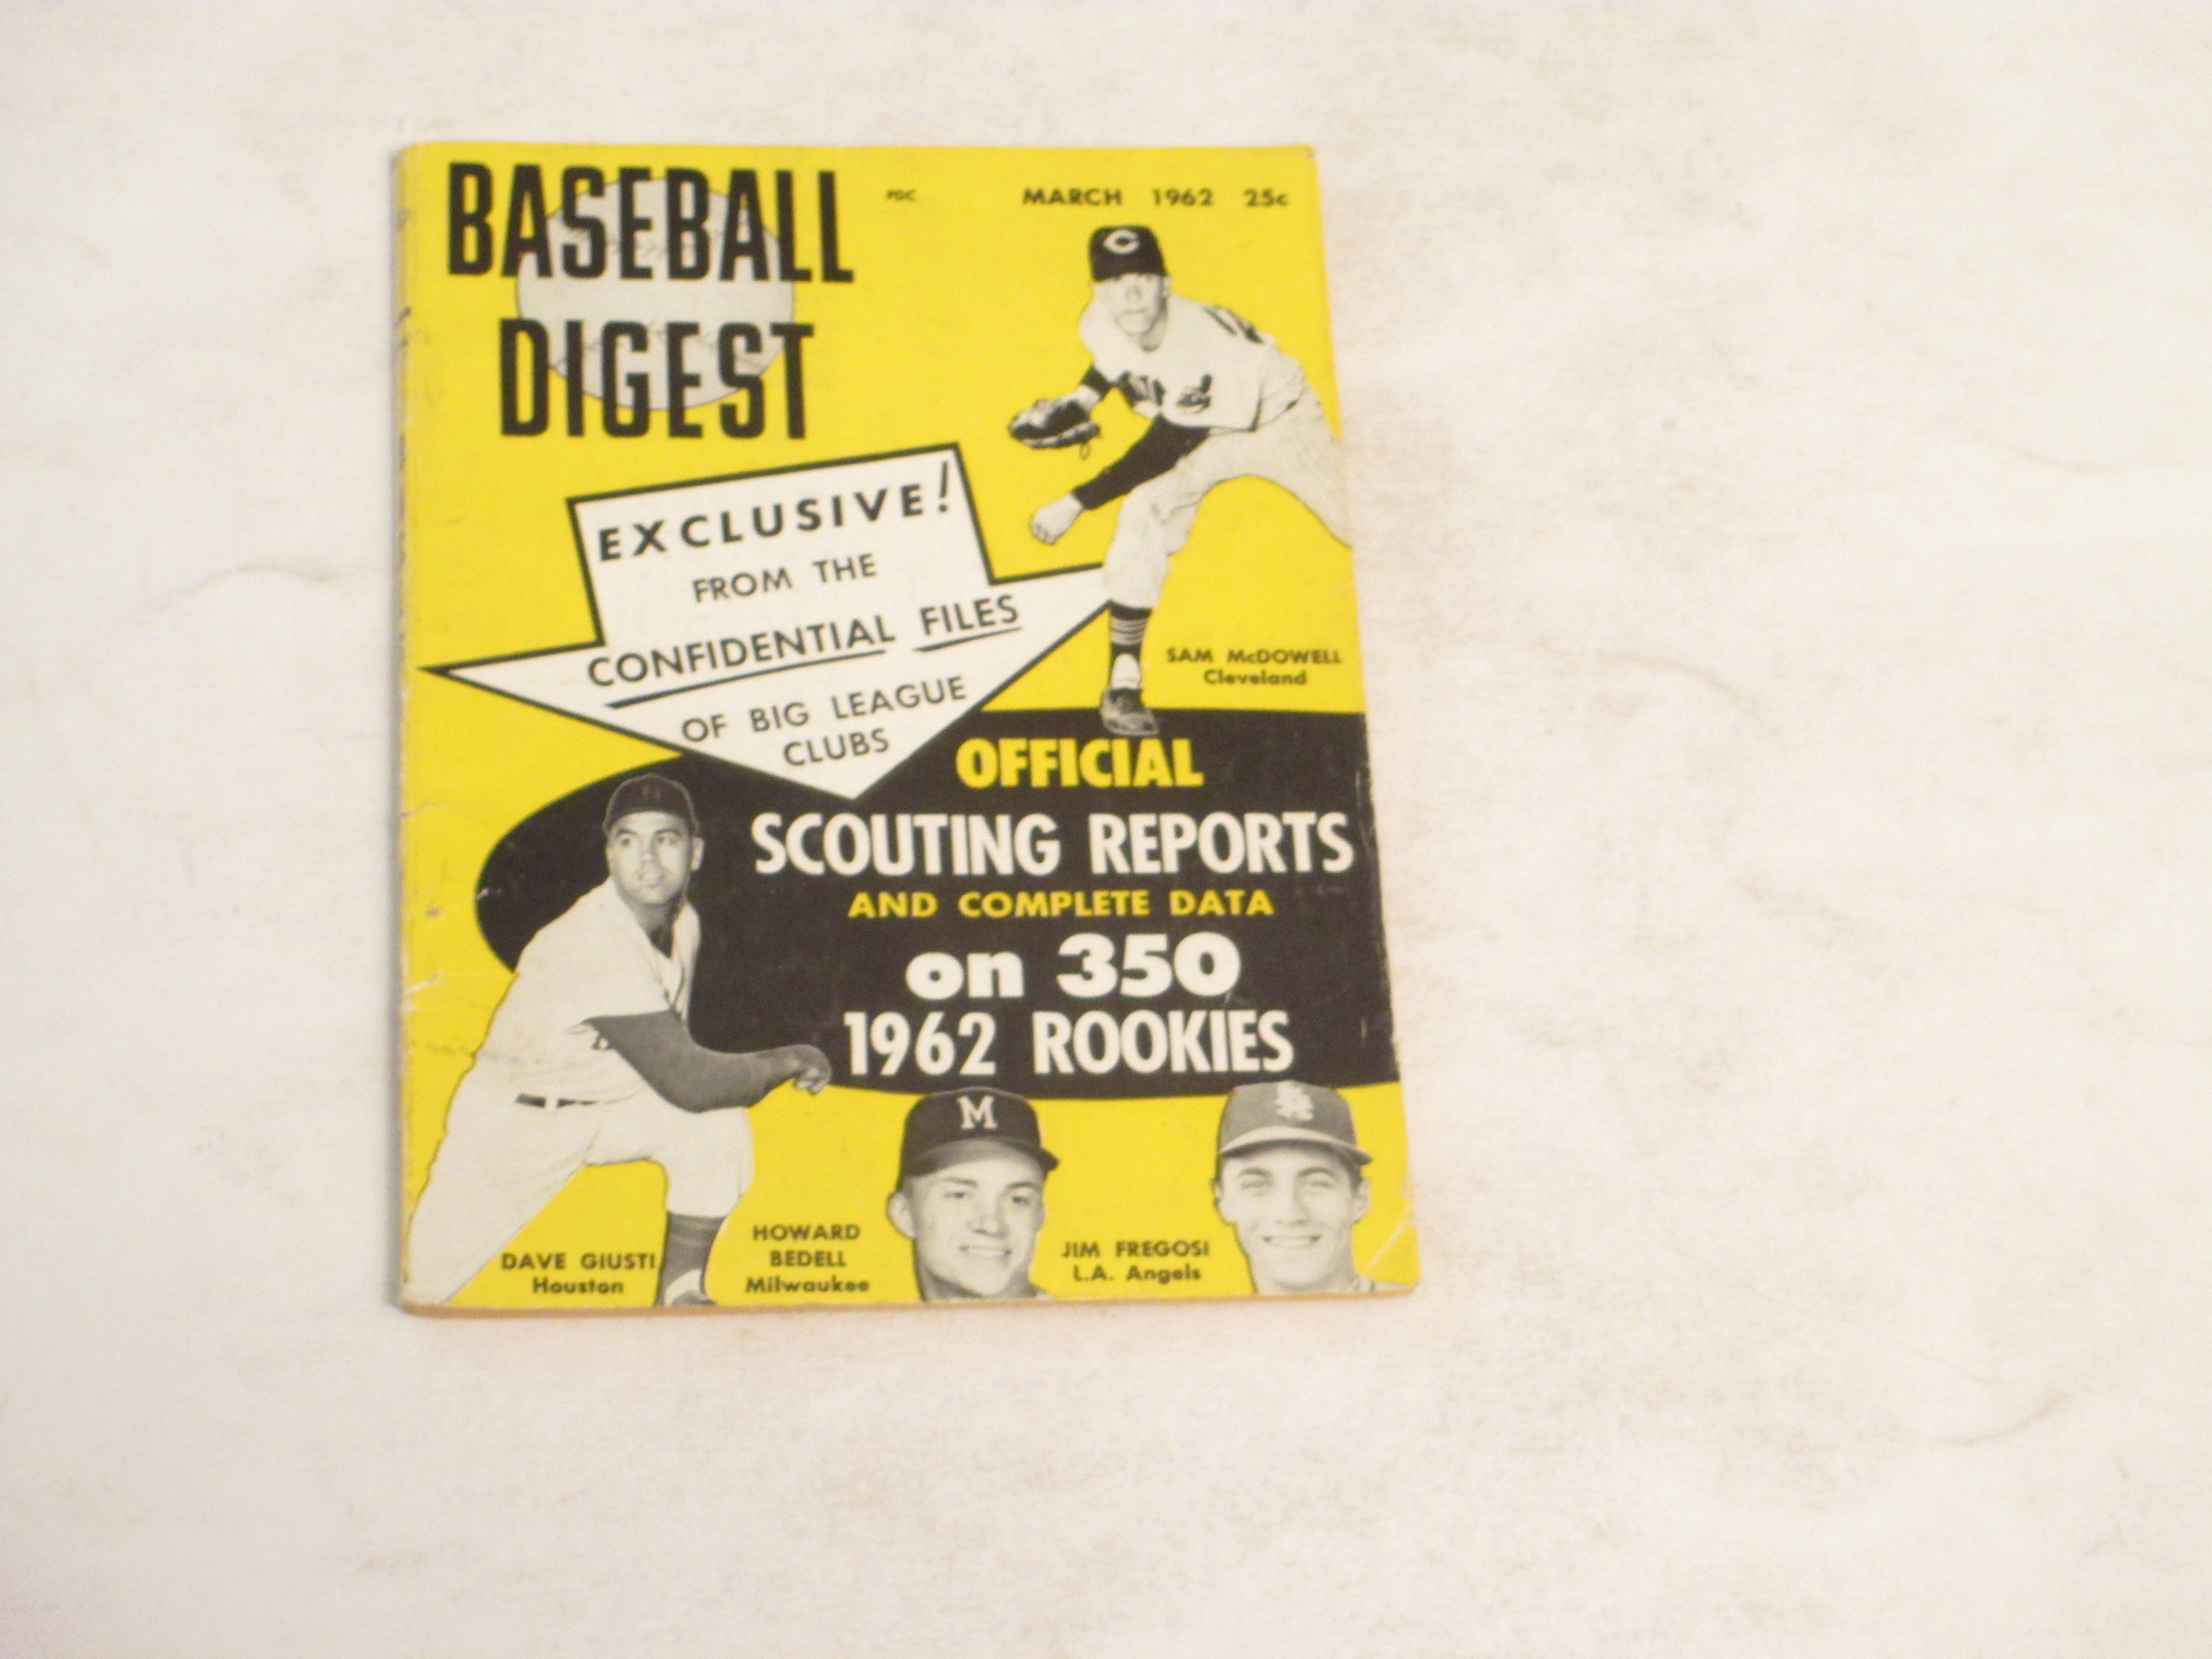 BASEBALL
DIGEST
PDC
MARCH 1962 25c
C
EXCLUSIVE!
FROM THE
CONFIDENTIAL FILES
OF BIG LEAGUE
CLUBS
SAM McDOWELL
Cleveland
OFFICIAL
SCOUTING REPORTS
AND COMPLETE DATA
on 350
1962 ROOKIES
M
LA
DAVE GIUSTI
Houston
HOWARD
BEDELL
Milwaukee
JIM FREGOSI
L.A. Angels